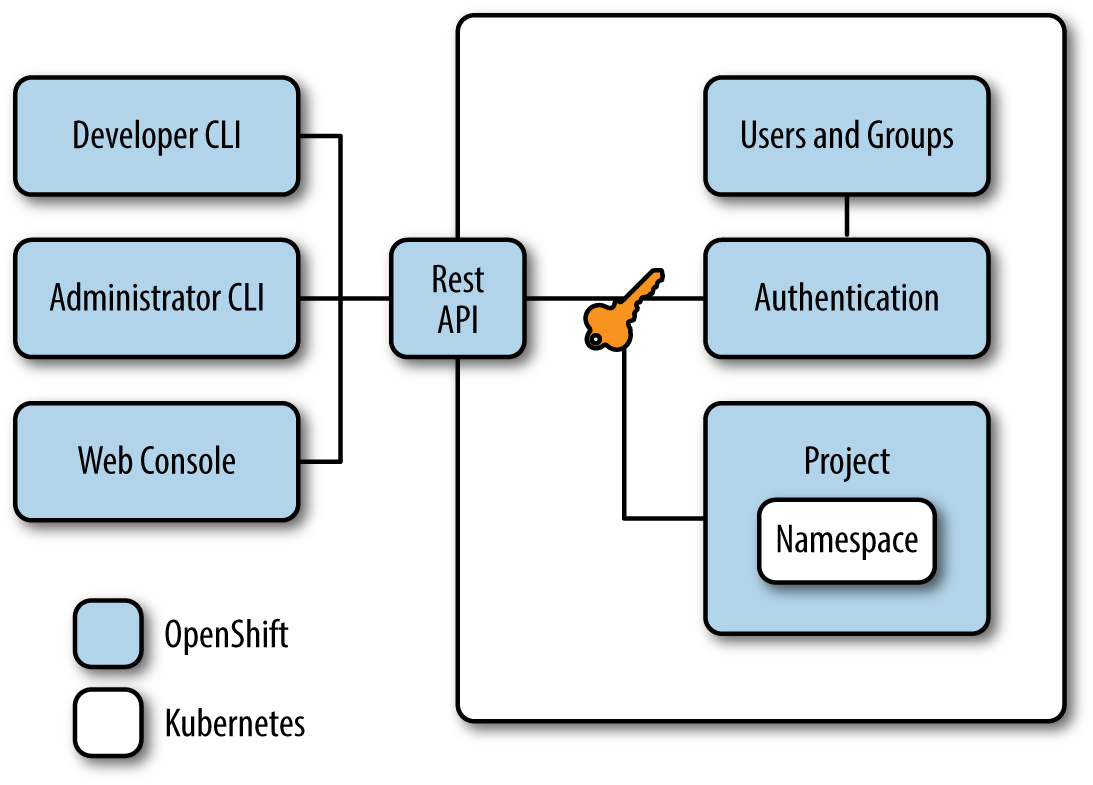 Developer CLI
Administrator CLI
Web Console
Rest
API
Users and Groups
Authentication
Project
Namespace
OpenShift
Kubernetes